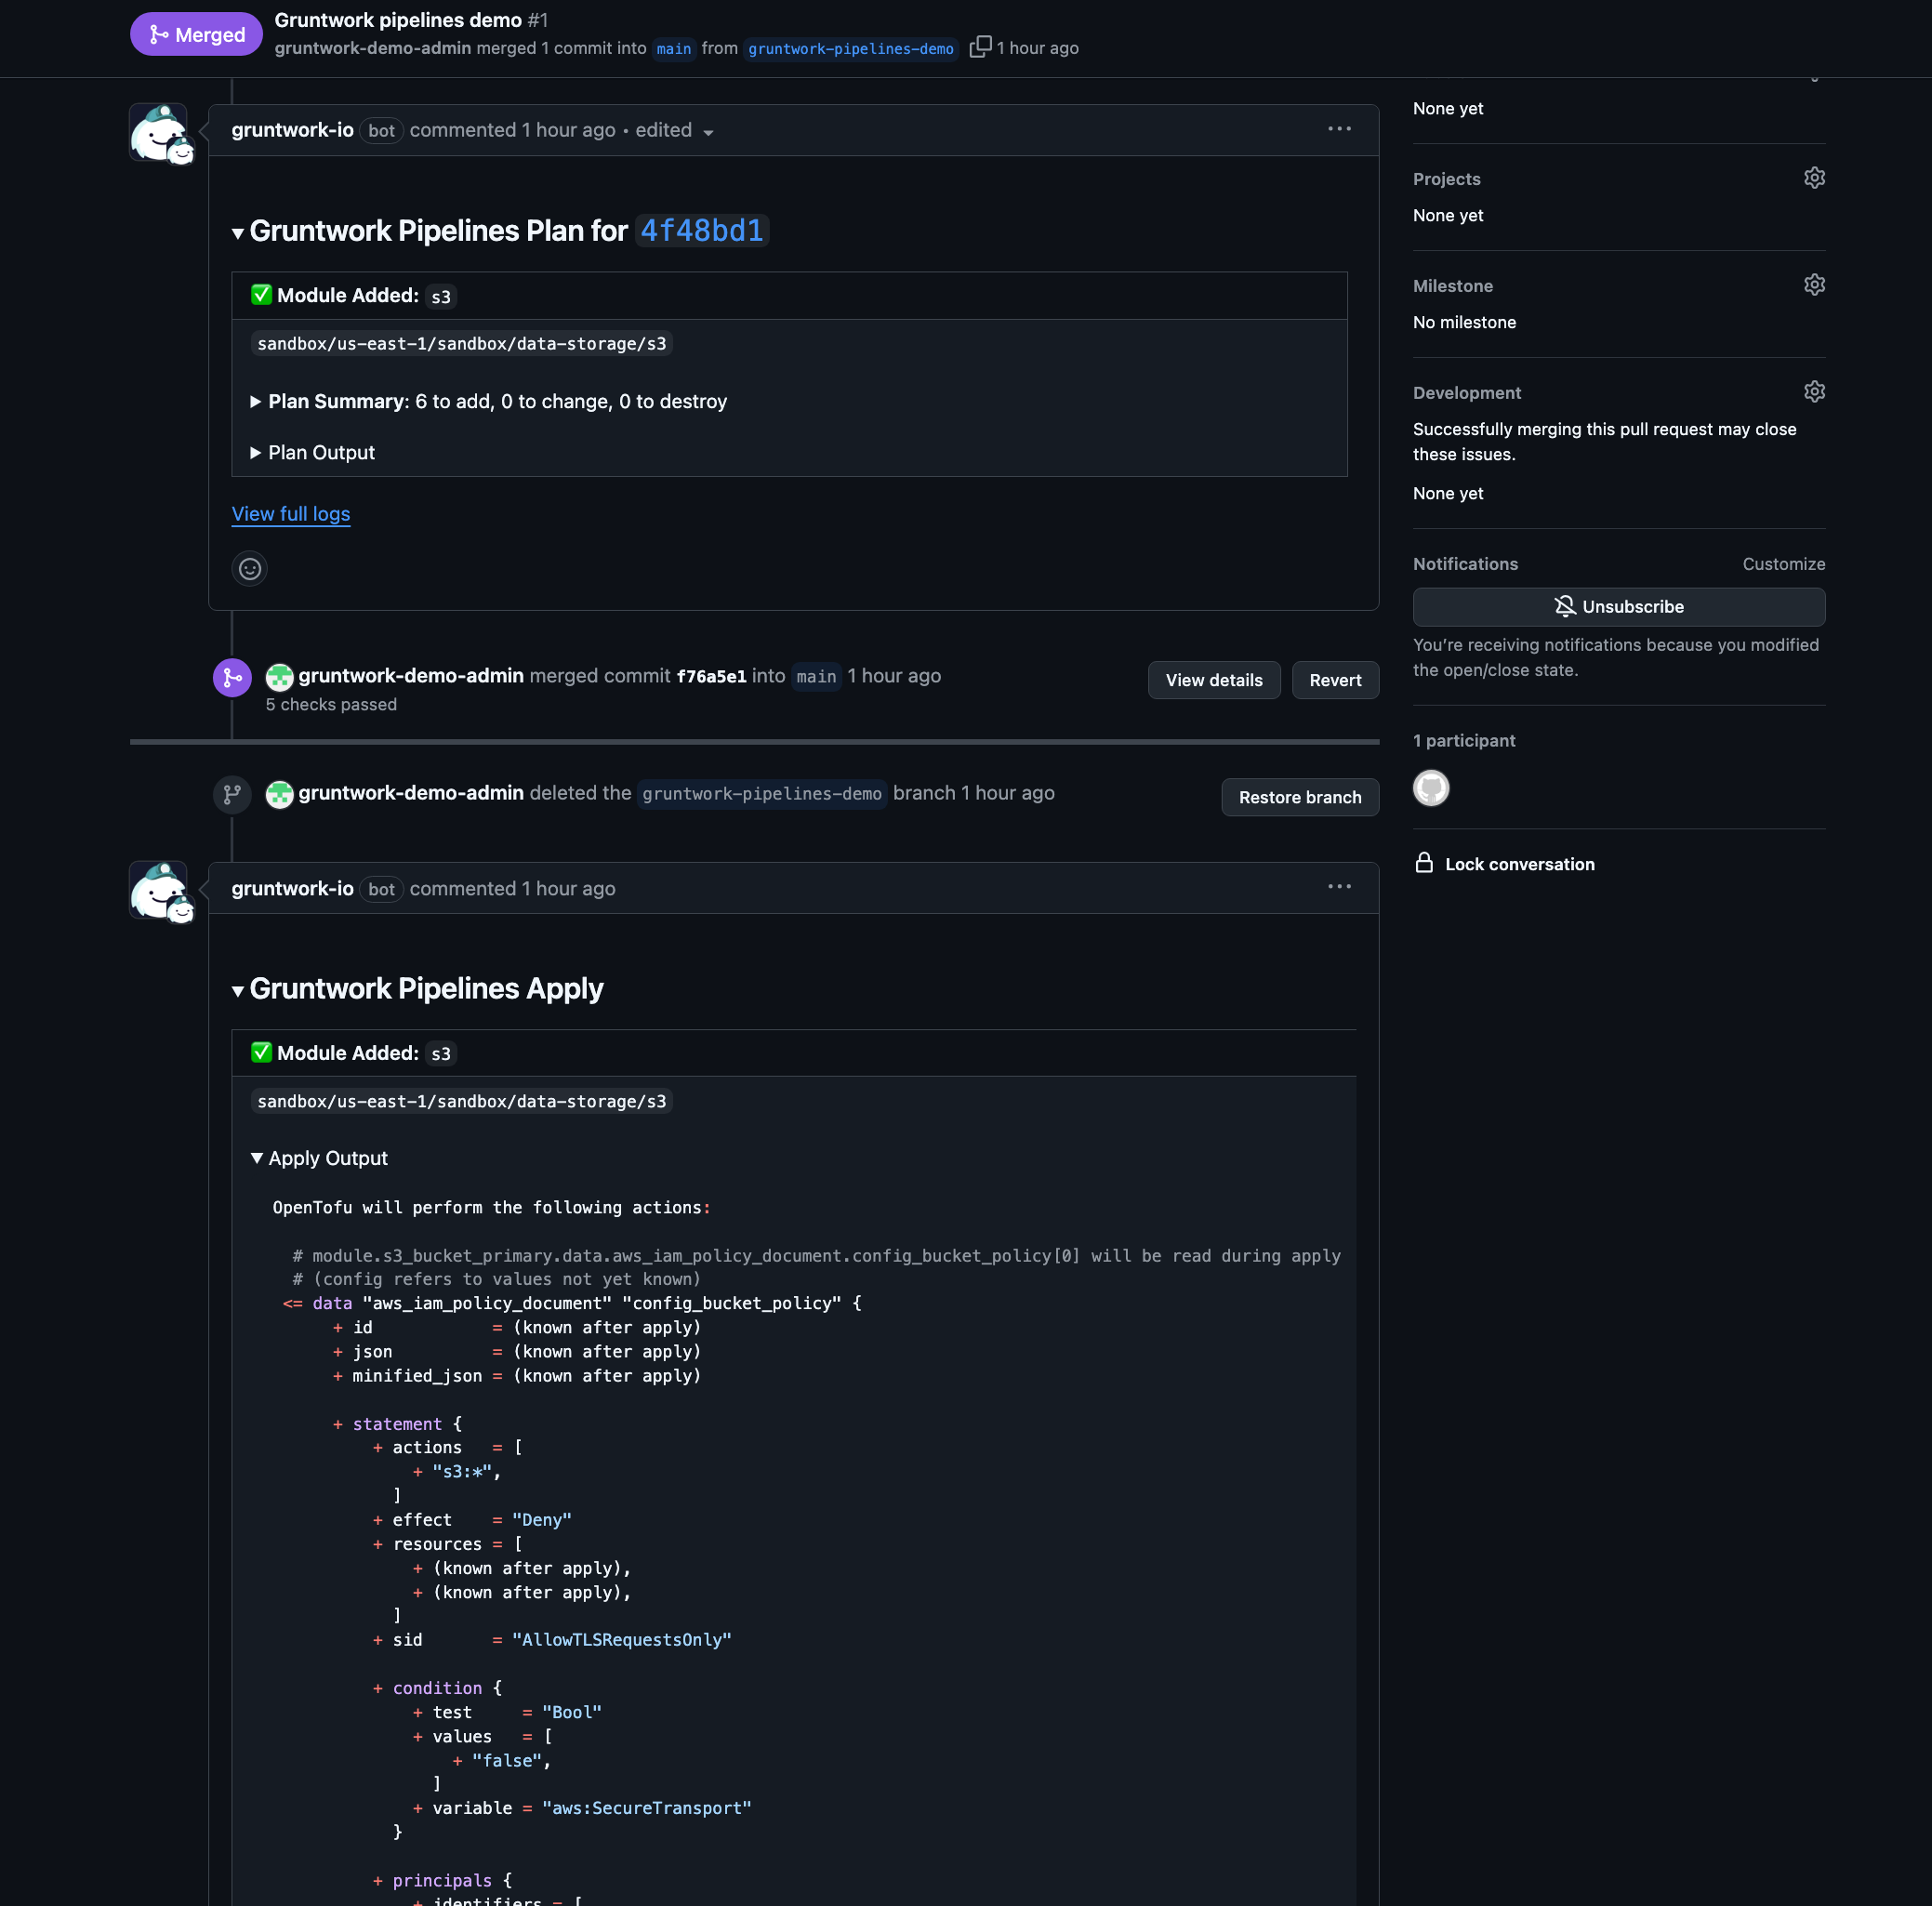 Merged
Gruntwork pipelines demo #1
gruntwork-demo-admin merged 1 commit into main from gruntwork-pipelines-demo 1 hour ago
gruntwork-io bot commented 1 hour ago • edited
Gruntwork Pipelines Plan for 4f48bd1
Module Added: s3
sandbox/us-east-1/sandbox/data-storage/s3
Plan Summary: 6 to add, 0 to change, 0 to destroy
Plan Output
View full logs
gruntwork-demo-admin merged commit f76a5e1 into main 1 hour ago
5 checks passed
View details
Revert
gruntwork-demo-admin deleted the gruntwork-pipelines-demo branch 1 hour ago
Restore branch
gruntwork-io bot commented 1 hour ago
Gruntwork Pipelines Apply
Module Added: s3
sandbox/us-east-1/sandbox/data-storage/s3
Apply Output
OpenTofu will perform the following actions:
# module.s3_bucket_primary.data.aws_iam_policy_document.config_bucket_policy[0] will be read during apply
# (config refers to values not yet known)
<= data "aws_iam_policy_document" "config_bucket_policy" {
+ id = (known after apply)
+ json = (known after apply)
+ minified_json = (known after apply)
+ statement {
+ actions = [
+ "s3:*",
]
+ effect = "Deny"
+ resources = [
+ (known after apply),
+ (known after apply),
]
+ sid = "AllowTLSRequestsOnly"
+ condition {
+ test = "Bool"
+ values = [
+ "false",
]
+ variable = "aws:SecureTransport"
}
+ principals {
+ identifiers = [
None yet
Projects
None yet
Milestone
No milestone
Development
Successfully merging this pull request may close
these issues.
None yet
Notifications
Customize
Unsubscribe
You're receiving notifications because you modified
the open/close state.
1 participant
Lock conversation